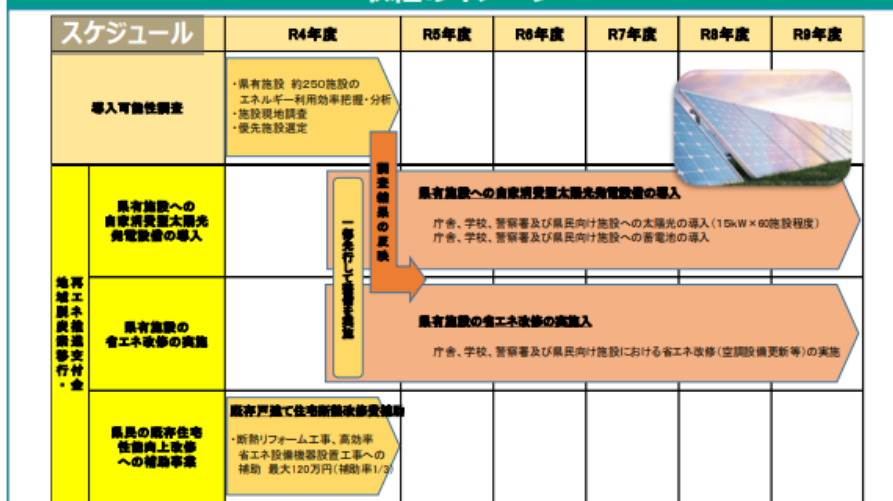 スケジュール
R4年度
R5年度
R6年度
R7年度
R8年度
R9年度
導入可能性調査
・県有施設 約250施設の
エネルギー利用効率把握・分析
・施設現地調査
・優先施設選定
調査結果の反映
一部先行して整備を実施
地域脱炭素移行・
再エネ推進交付金
県有施設への
自家消費型太陽光
発電設備の導入
県有施設への自家消費型太陽光発電設備の導入
庁舎、学校、警察署及び県民向け施設への太陽光の導入(15kW×60施設程度)
庁舎、学校、警察署及び県民向け施設への蓄電池の導入
県有施設の
省エネ改修の実施
県有施設の省エネ改修の実施入
庁舎、学校、警察署及び県民向け施設における省エネ改修(空調設備更新等)の実施
県民の既存住宅
性能向上改修
への補助事業
既存戸建て住宅断熱改修費補助
・断熱リフォーム工事、高効率
省エネ設備機器設置工事への
補助 最大120万円(補助率1/3)